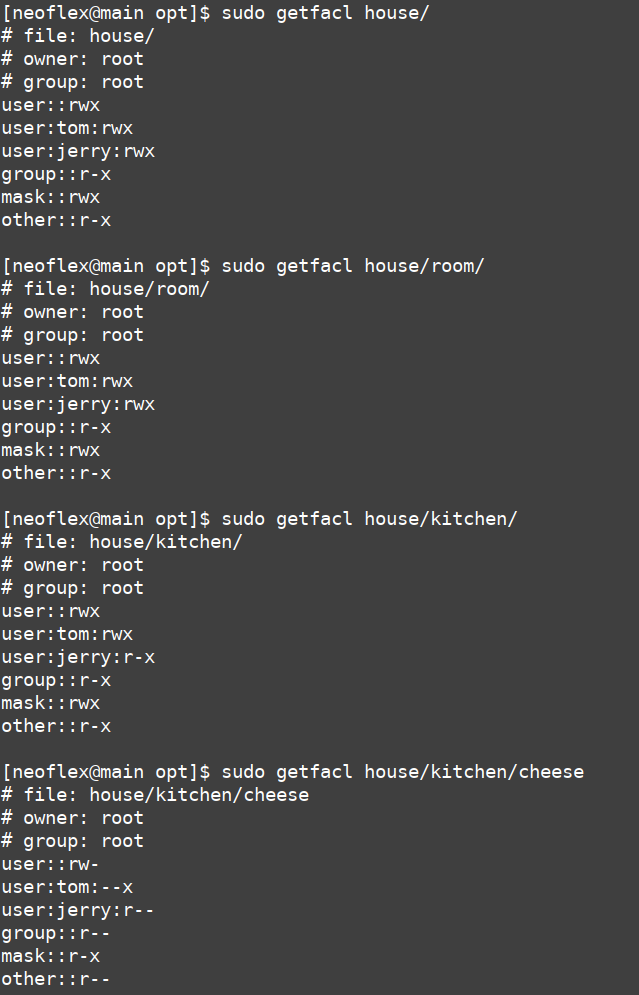 [neoflex@main opt]$ sudo getfacl house/
# file: house/
# owner: root
# group: root
user::rwx
user:tom:rwx
user:jerry:rwx
group::r-x
mask::rwx
other::r-x
[neoflex@main opt]$ sudo getfacl house/room/
# file: house/room/
# owner: root
# group: root
user::rwx
user:tom:rwx
user:jerry:rwx
group::r-x
mask::rwx
other::r-x
[neoflex@main opt]$ sudo getfacl house/kitchen/
# file: house/kitchen/
# owner: root
# group: root
user::rwx
user:tom:rwx
user:jerry:r-x
group::r-x
mask::rwx
other::r-x
[neoflex@main opt]$ sudo getfacl house/kitchen/cheese
# file: house/kitchen/cheese
# owner: root
# group: root
user::rw-
user:tom:--x
user:jerry:r--
group::r--
mask::r-x
other::r--